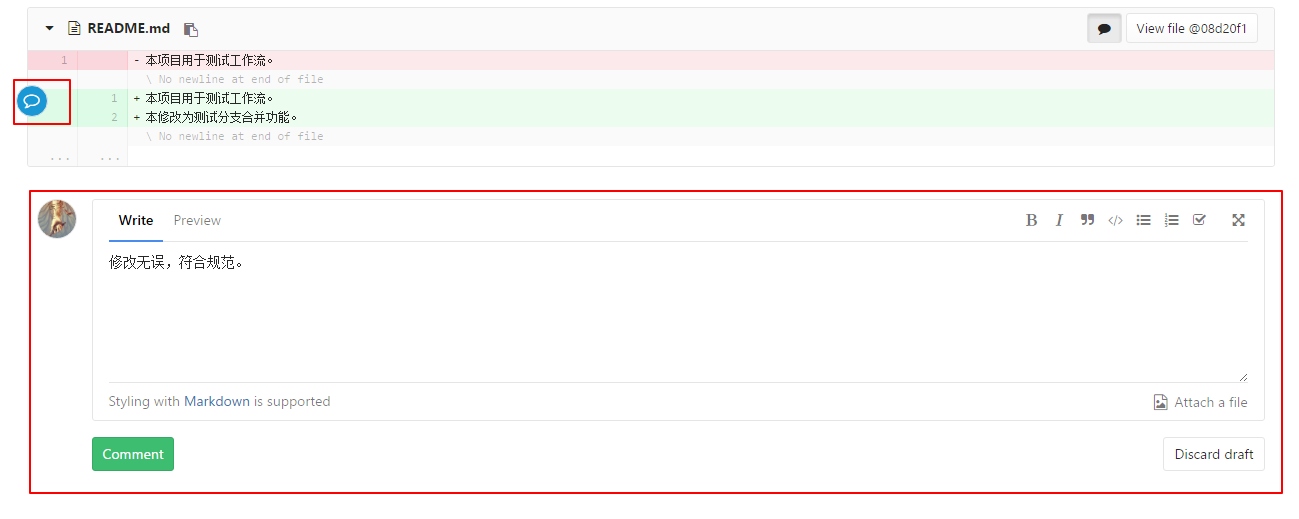 README.md View file @08d20f1
1 - 本项目用于测试工作流。
\ No newline at end of file
1 + 本项目用于测试工作流。
2 + 本修改为测试分支合并功能。
\ No newline at end of file
... ...
Write Preview
修改无误，符合规范。
Styling with Markdown is supported Attach a file
Comment Discard draft